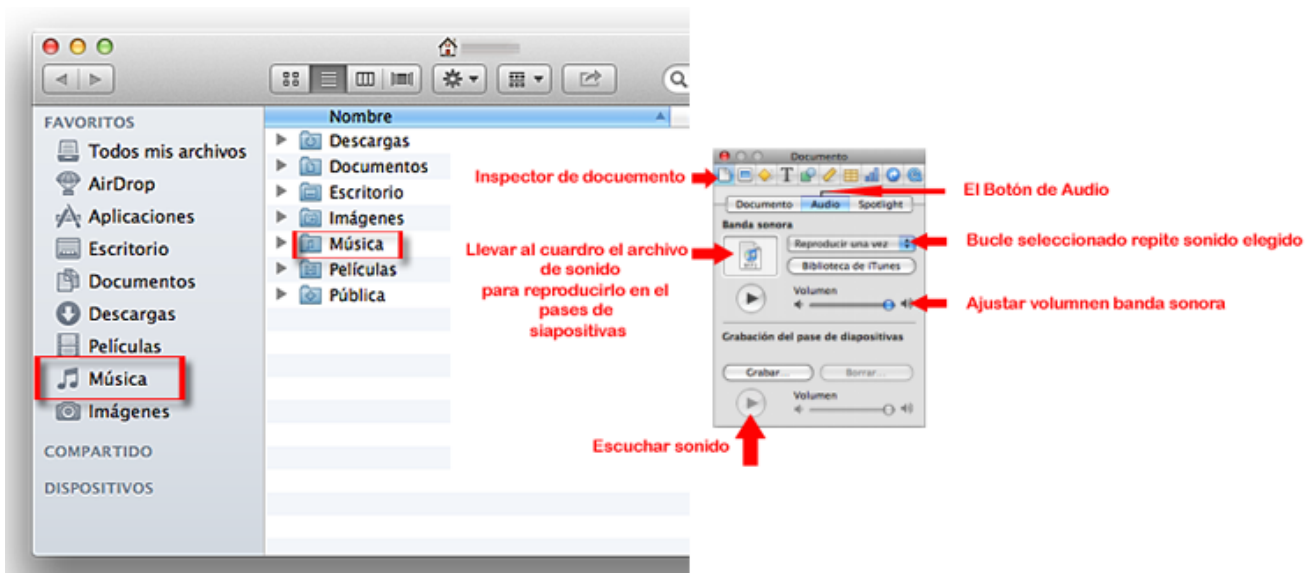 FAVORITOS
Todos mis archivos
AirDrop
Aplicaciones
Escritorio
Documentos
Descargas
Películas
Música
Imágenes
COMPARTIDO
DISPOSITIVOS
Nombre
Descargas
Documentos
Escritorio
Imágenes
Música
Películas
Pública
Inspector de docuemento
Llevar al cuardro el archivo
de sonido
para reproducirlo en el
pases de
siapositivas
Escuchar sonido
Documento
Documento Audio Spotlight
Banda sonora
Reproducir una vez
Biblioteca de iTunes
Volumen
Grabación del pase de diapositivas
Grabar... Borrar...
Volumen
El Botón de Audio
Bucle seleccionado repite sonido elegido
Ajustar volumnen banda sonora